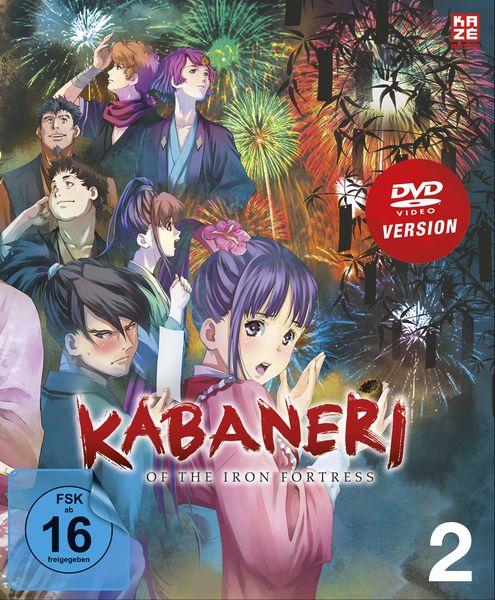 KAZÉ
DVD
VIDEO
VERSION
KABANERI
OF THE IRON FORTRESS
FSK
ab
16
freigegeben
2